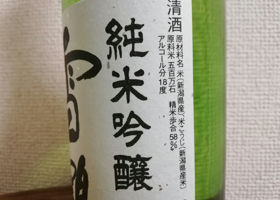 清酒
原材料名 米(新潟県産)、米こうじ(新潟県産米)
原料米 五百万石 精米歩合58%
アルコール分18度
純米吟醸